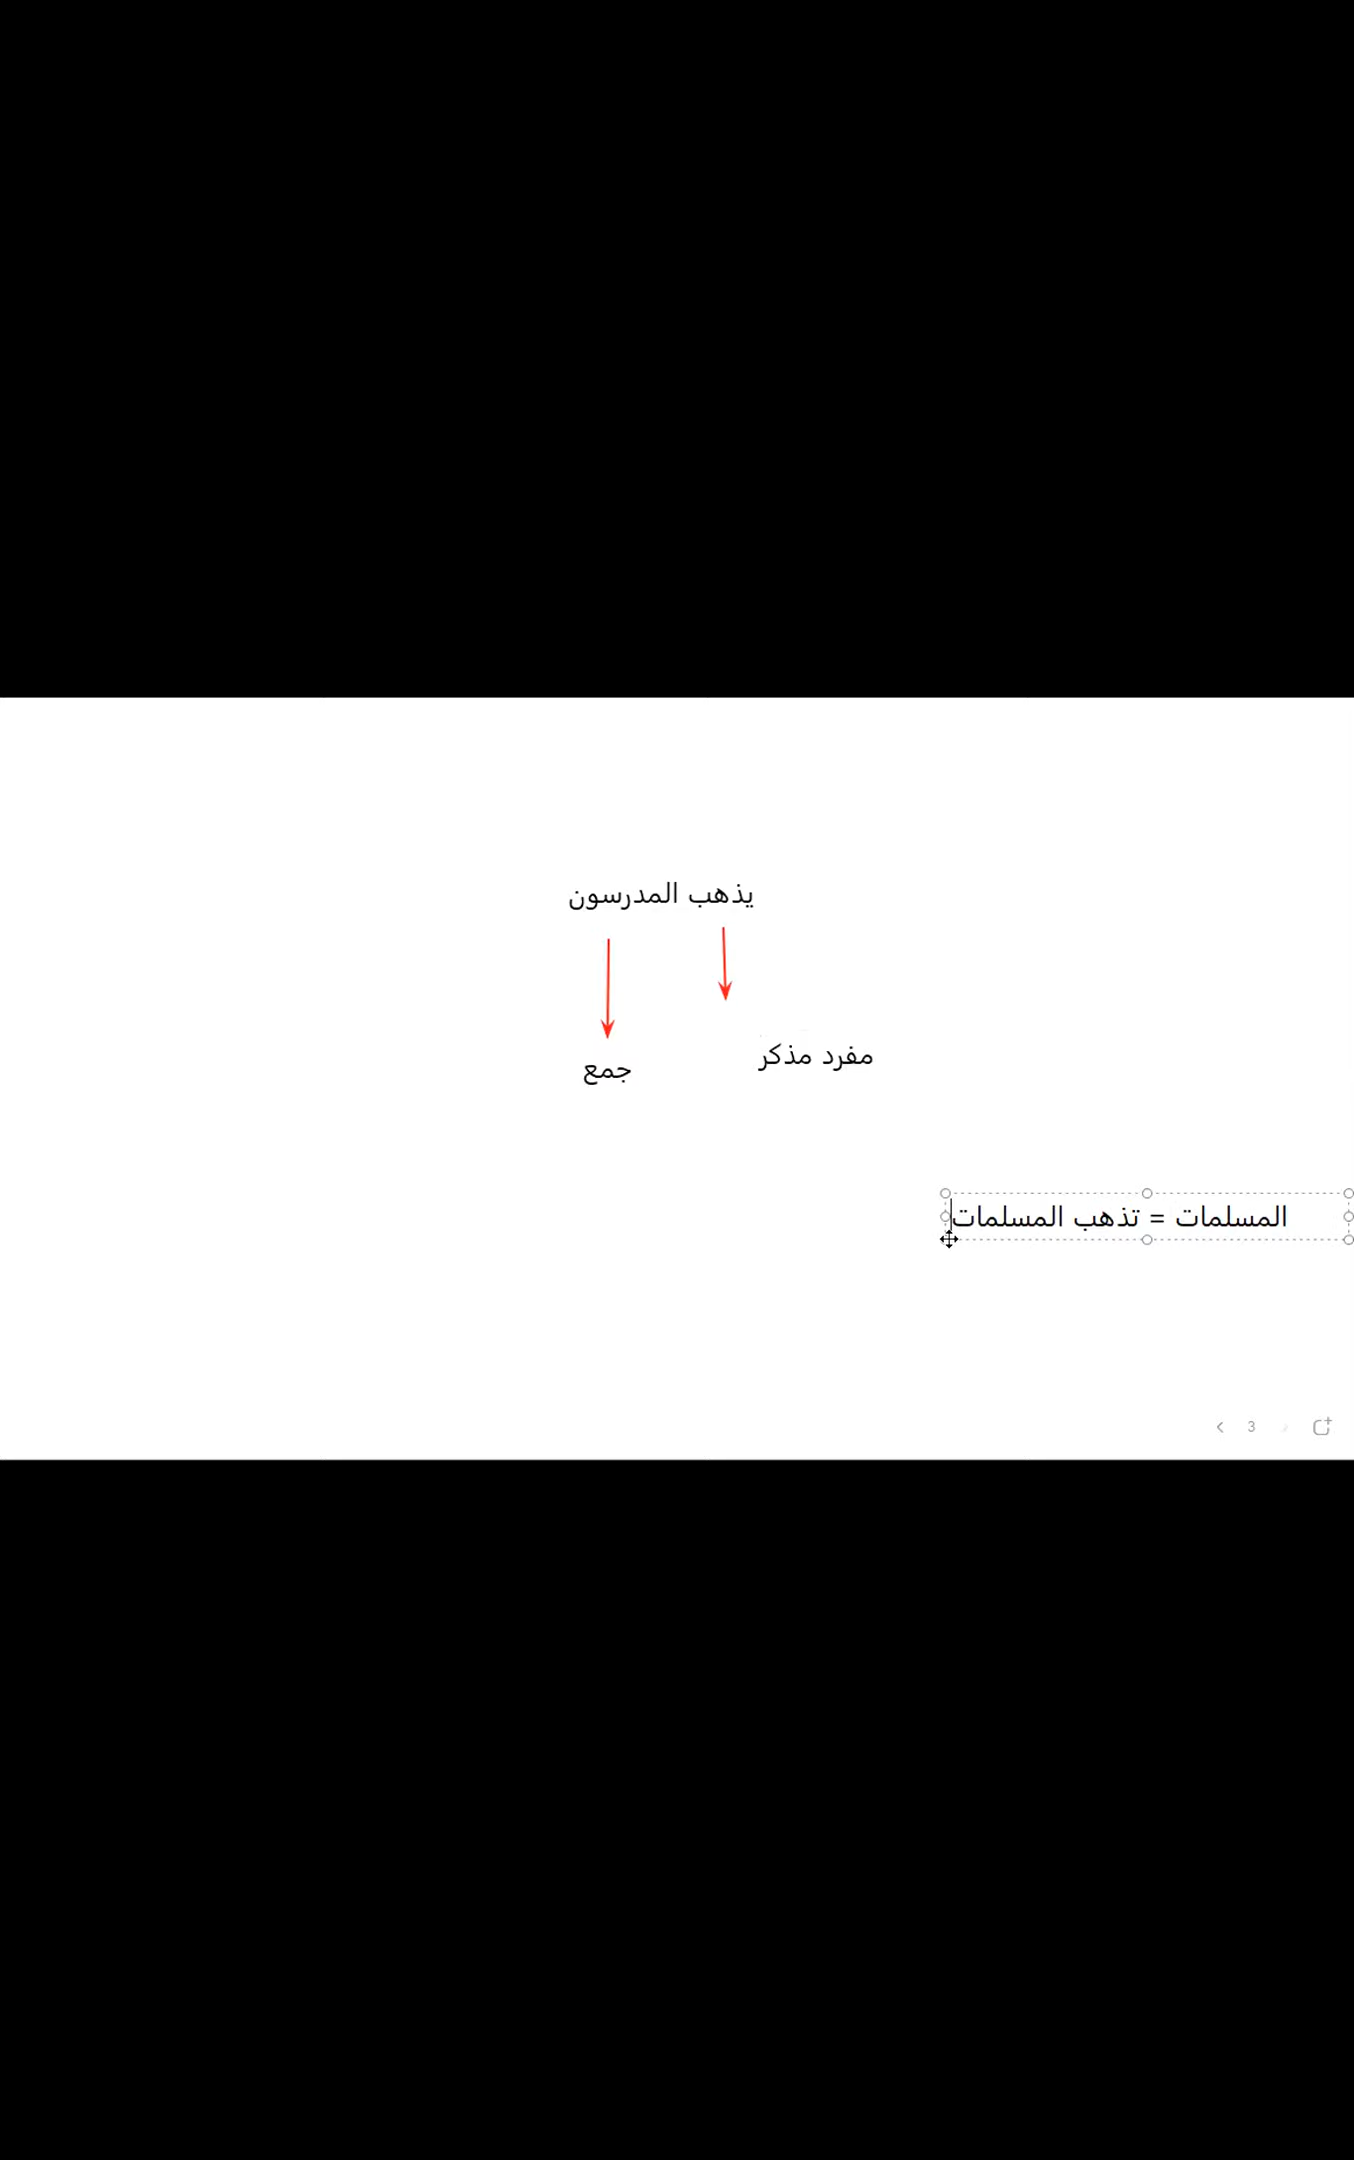 يذهب المدرسون
مفرد مذكر
جمع
المسلمات = تذهب المسلمات
3